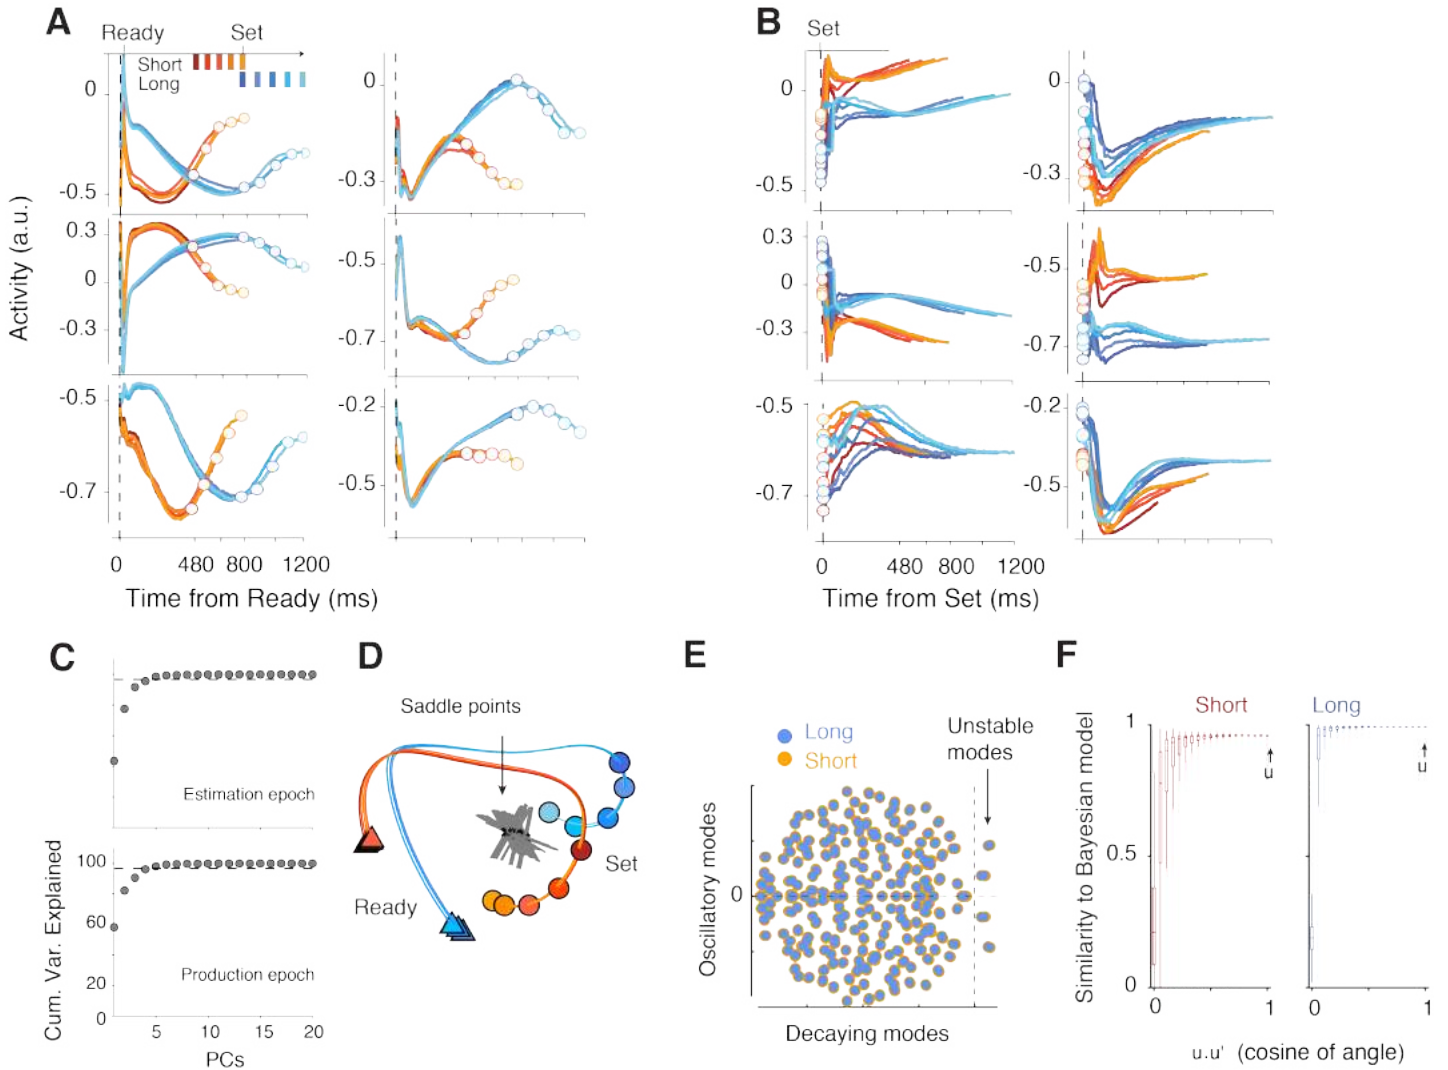 A
Ready
Set
Short
Long
0
-0.5
0
-0.3
0.3
0
-0.3
-0.5
-0.7
-0.5
-0.7
-0.2
-0.5
Activity (a.u.)
0
480
800
1200
Time from Ready (ms)
B
Set
0
-0.5
0
-0.3
0.3
0
-0.3
-0.5
-0.7
-0.5
-0.7
-0.2
-0.5
0
480
800
1200
Time from Set (ms)
C
Estimation epoch
100
60
20
0
Production epoch
Cum. Var. Explained
5
10
15
20
PCs
D
Saddle points
Set
Ready
E
Long
Short
Unstable
modes
Oscillatory modes
0
Decaying modes
F
Short
Long
Similarity to Bayesian model
1
0.5
0
u
u
0
1
0
1
u.u' (cosine of angle)